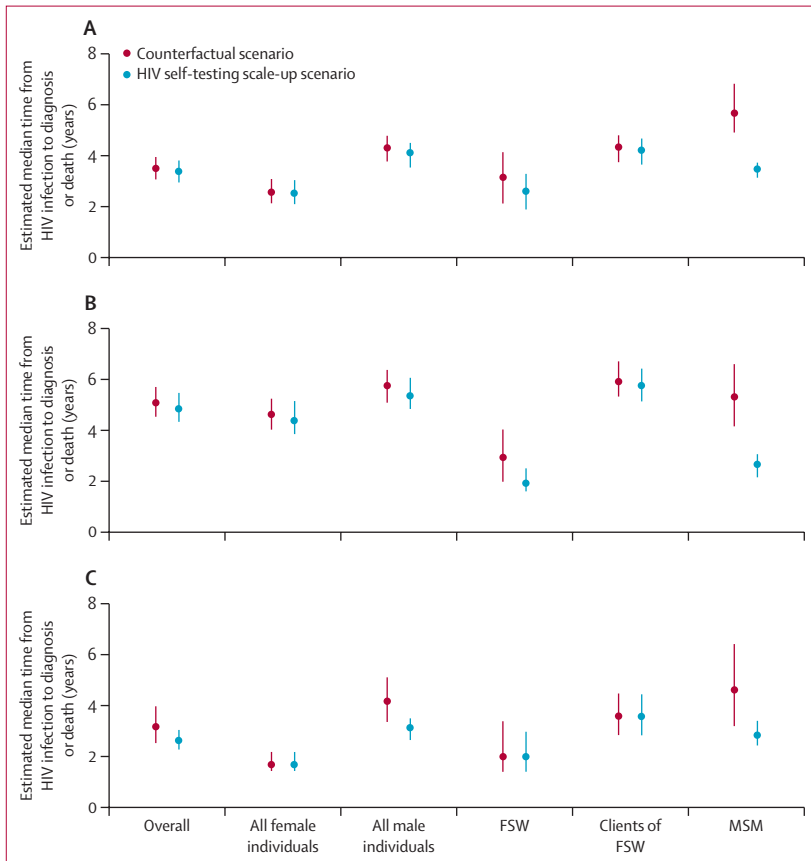 A
Counterfactual scenario
HIV self-testing scale-up scenario
Estimated median time from
HIV infection to diagnosis
or death (years)
8
6
4
2
0
B
Estimated median time from
HIV infection to diagnosis
or death (years)
8
6
4
2
0
C
Estimated median time from
HIV infection to diagnosis
or death (years)
8
6
4
2
0
Overall
All female
individuals
All male
individuals
FSW
Clients of
FSW
MSM